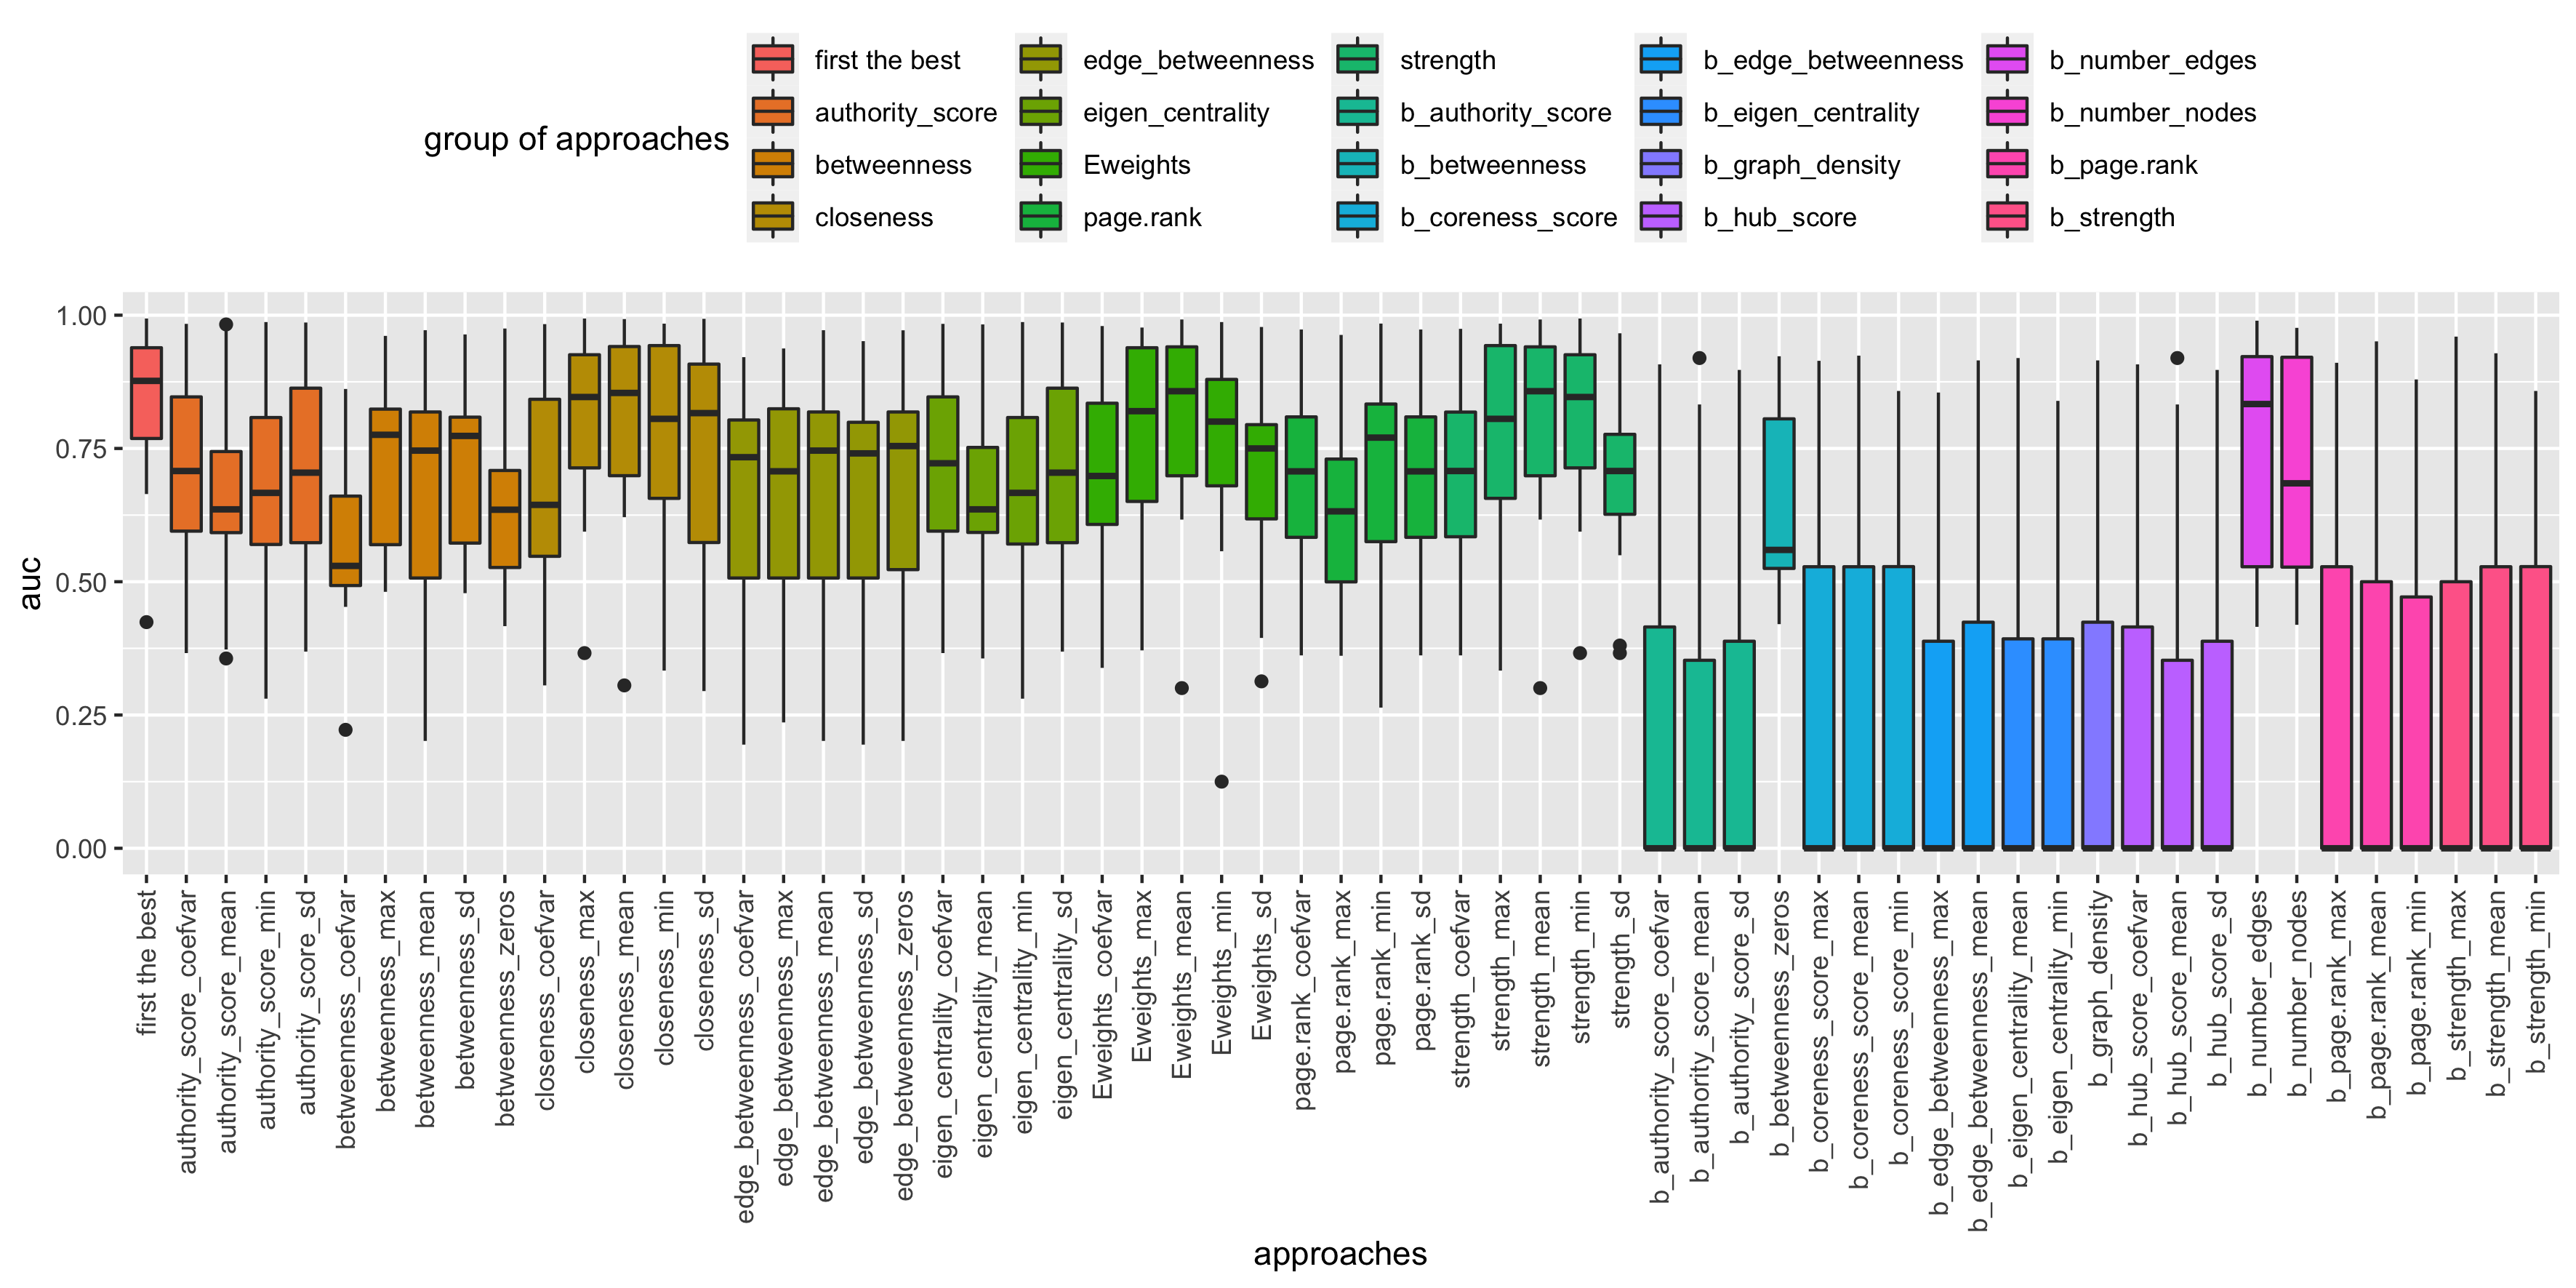 group of approaches
first the best
authority_score
betweenness
closeness
edge_betweenness
eigen_centrality
Eweights
page.rank
strength
b_authority_score
b_betweenness
b_coreness_score
b_edge_betweenness
b_eigen_centrality
b_graph_density
b_hub_score
b_number_edges
b_number_nodes
b_page.rank
b_strength
auc
1.00
0.75
0.50
0.25
0.00
first the best
authority_score_coefvar
authority_score_mean
authority_score_min
authority_score_sd
betweenness_coefvar
betweenness_max
betweenness_mean
betweenness_sd
betweenness_zeros
closeness_coefvar
closeness_max
closeness_mean
closeness_min
closeness_sd
edge_betweenness_coefvar
edge_betweenness_max
edge_betweenness_mean
edge_betweenness_sd
edge_betweenness_zeros
eigen_centrality_coefvar
eigen_centrality_mean
eigen_centrality_min
eigen_centrality_sd
Eweights_coefvar
Eweights_max
Eweights_mean
Eweights_min
Eweights_sd
page.rank_coefvar
page.rank_max
page.rank_min
page.rank_sd
strength_coefvar
strength_max
strength_mean
strength_min
strength_sd
b_authority_score_coefvar
b_authority_score_mean
b_authority_score_sd
b_betweenness_zeros
b_coreness_score_max
b_coreness_score_mean
b_coreness_score_min
b_edge_betweenness_max
b_edge_betweenness_mean
b_eigen_centrality_mean
b_eigen_centrality_min
b_graph_density
b_hub_score_coefvar
b_hub_score_mean
b_hub_score_sd
b_number_edges
b_number_nodes
b_page.rank_max
b_page.rank_mean
b_page.rank_min
b_strength_max
b_strength_mean
b_strength_min
approaches